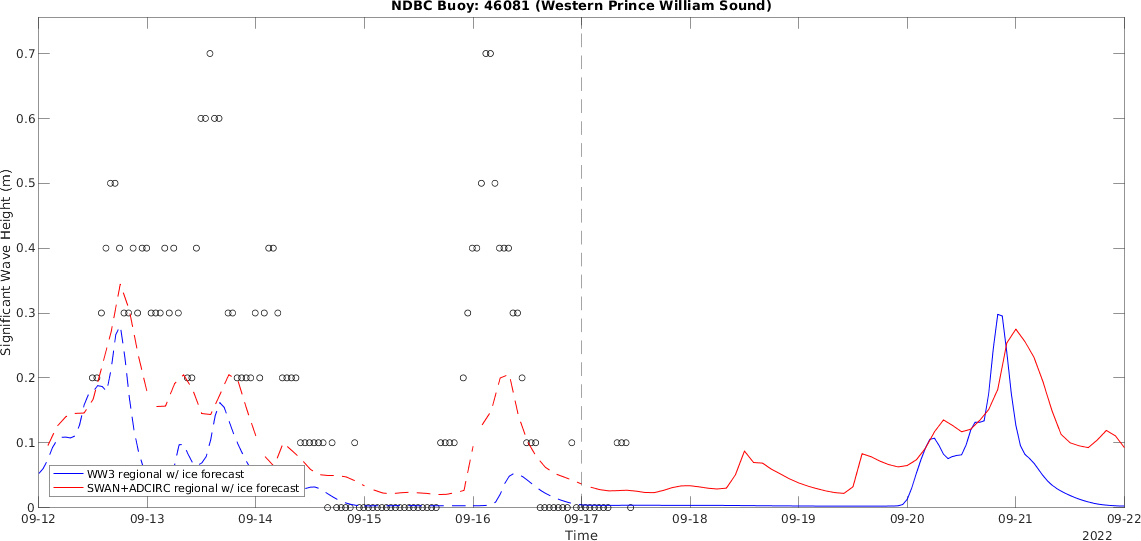 NDBC Buoy: 46081 (Western Prince William Sound)
Significant Wave Height (m)
0.7
0.6
0.5
0.4
0.3
0.2
0.1
0
WW3 regional w/ ice forecast
SWAN+ADCIRC regional w/ ice forecast
09-12 09-13 09-14 09-15 09-16 09-17 09-18 09-19 09-20 09-21 09-22
Time
2022